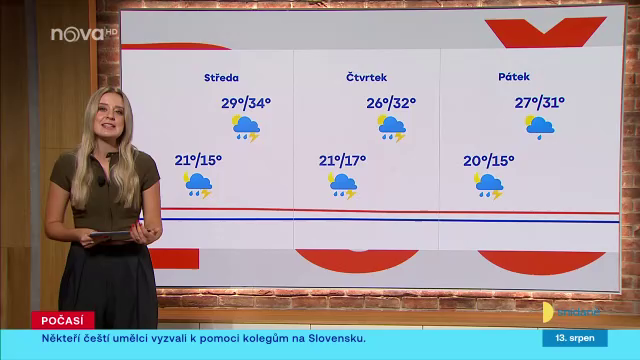 nova HD
Středa
Čtvrtek
Pátek
29°/34°
26°/32°
27°/31°
21°/15°
21°/17°
20°/15°
POČASÍ
Někteří čeští umělci vyzvali k pomoci kolegům na Slovensku.
13. srpen